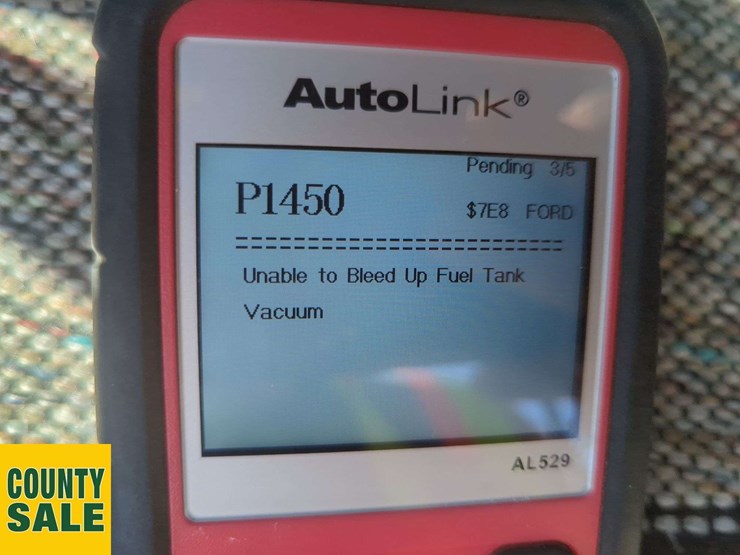 AutoLink®
Pending 3/5
P1450 $7E8 FORD
================================
Unable to Bleed Up Fuel Tank
Vacuum
AL529
COUNTY
SALE